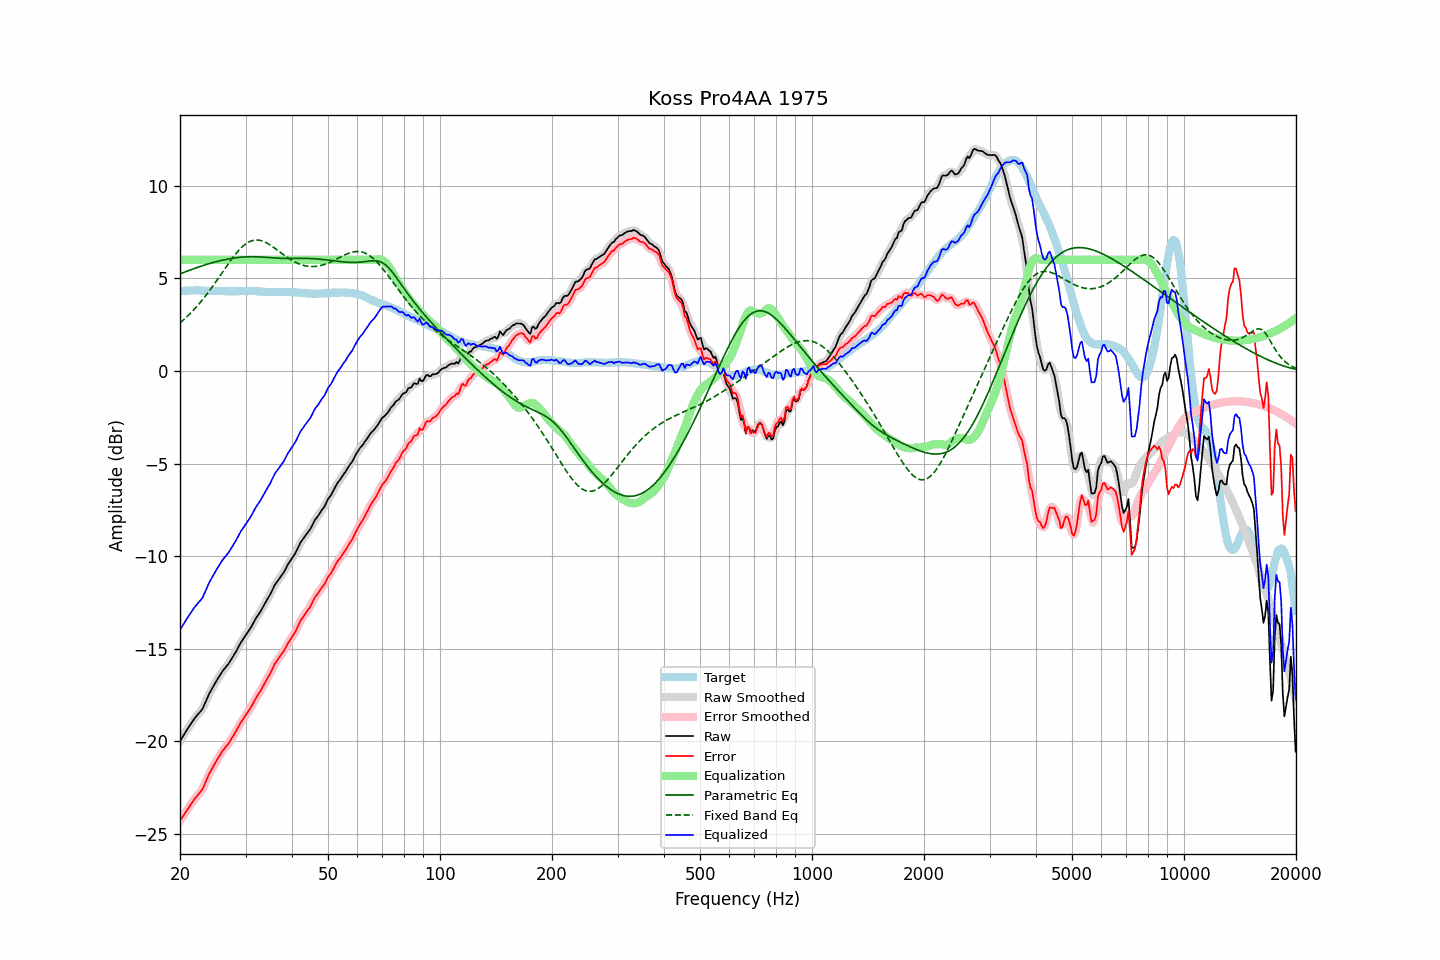 Koss Pro4AA 1975
Amplitude (dBr)
10
5
0
−5
−10
−15
−20
−25
Target
Raw Smoothed
Error Smoothed
Raw
Error
Equalization
Parametric Eq
Fixed Band Eq
Equalized
20 50 100 200 500 1000 2000 5000 10000 20000
Frequency (Hz)